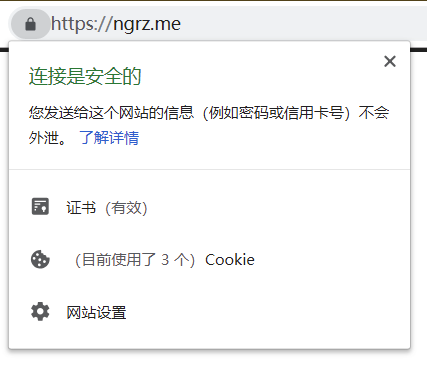 https://ngrz.me
连接是安全的
您发送给这个网站的信息（例如密码或信用卡号）不会
外泄。 了解详情
证书（有效）
（目前使用了 3 个）Cookie
网站设置